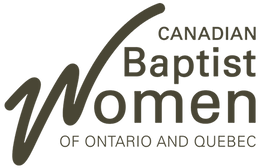 CANADIAN
Baptist
Women
OF ONTARIO AND QUEBEC